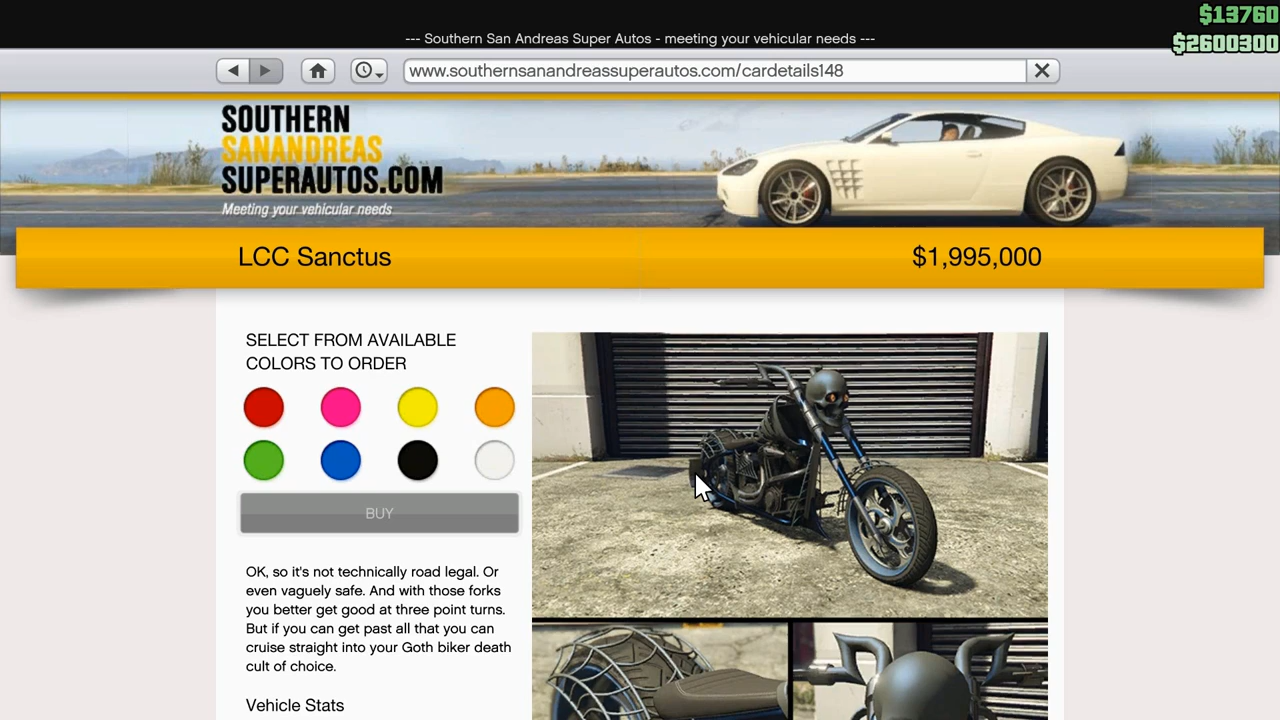 $13760
--- Southern San Andreas Super Autos - meeting your vehicular needs ---
$2600300
www.southernsanandreassuperautos.com/cardetails148
SOUTHERN
SANANDREAS
SUPERAUTOS.COM
Meeting your vehicular needs
LCC Sanctus
$1,995,000
SELECT FROM AVAILABLE
COLORS TO ORDER
BUY
OK, so it's not technically road legal. Or
even vaguely safe. And with those forks
you better get good at three point turns.
But if you can get past all that you can
cruise straight into your Goth biker death
cult of choice.
Vehicle Stats